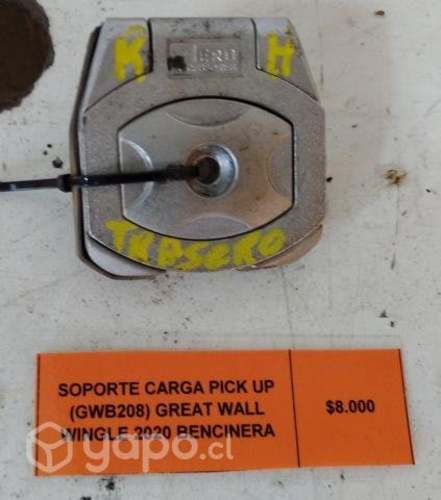 R H
TRASERO
SOPORTE CARGA PICK UP
(GWB208) GREAT WALL
WINGLE 2020 BENCINERA
$8.000
yapo.cl